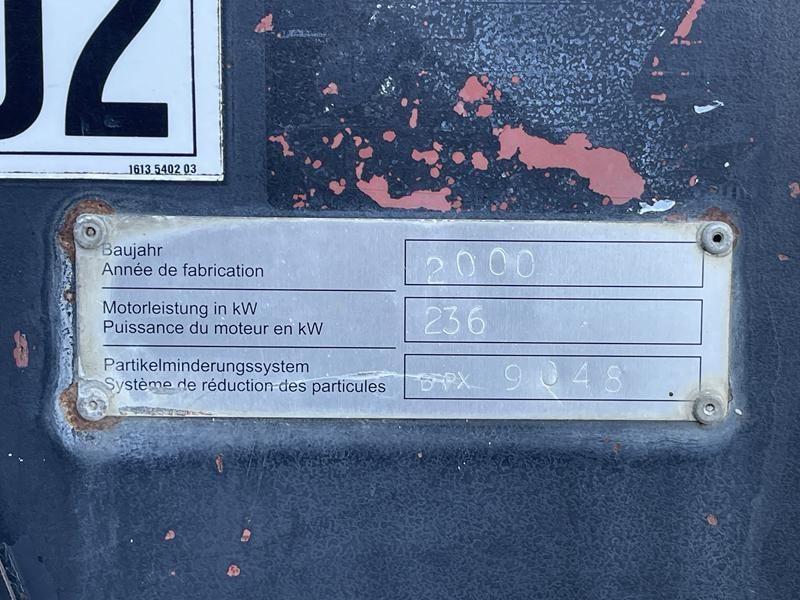 02
1613 5402 03
Baujahr
Année de fabrication
2000
Motorleistung in kW
Puissance du moteur en kW
236
Partikelminderungssystem
Système de réduction des particules
9048